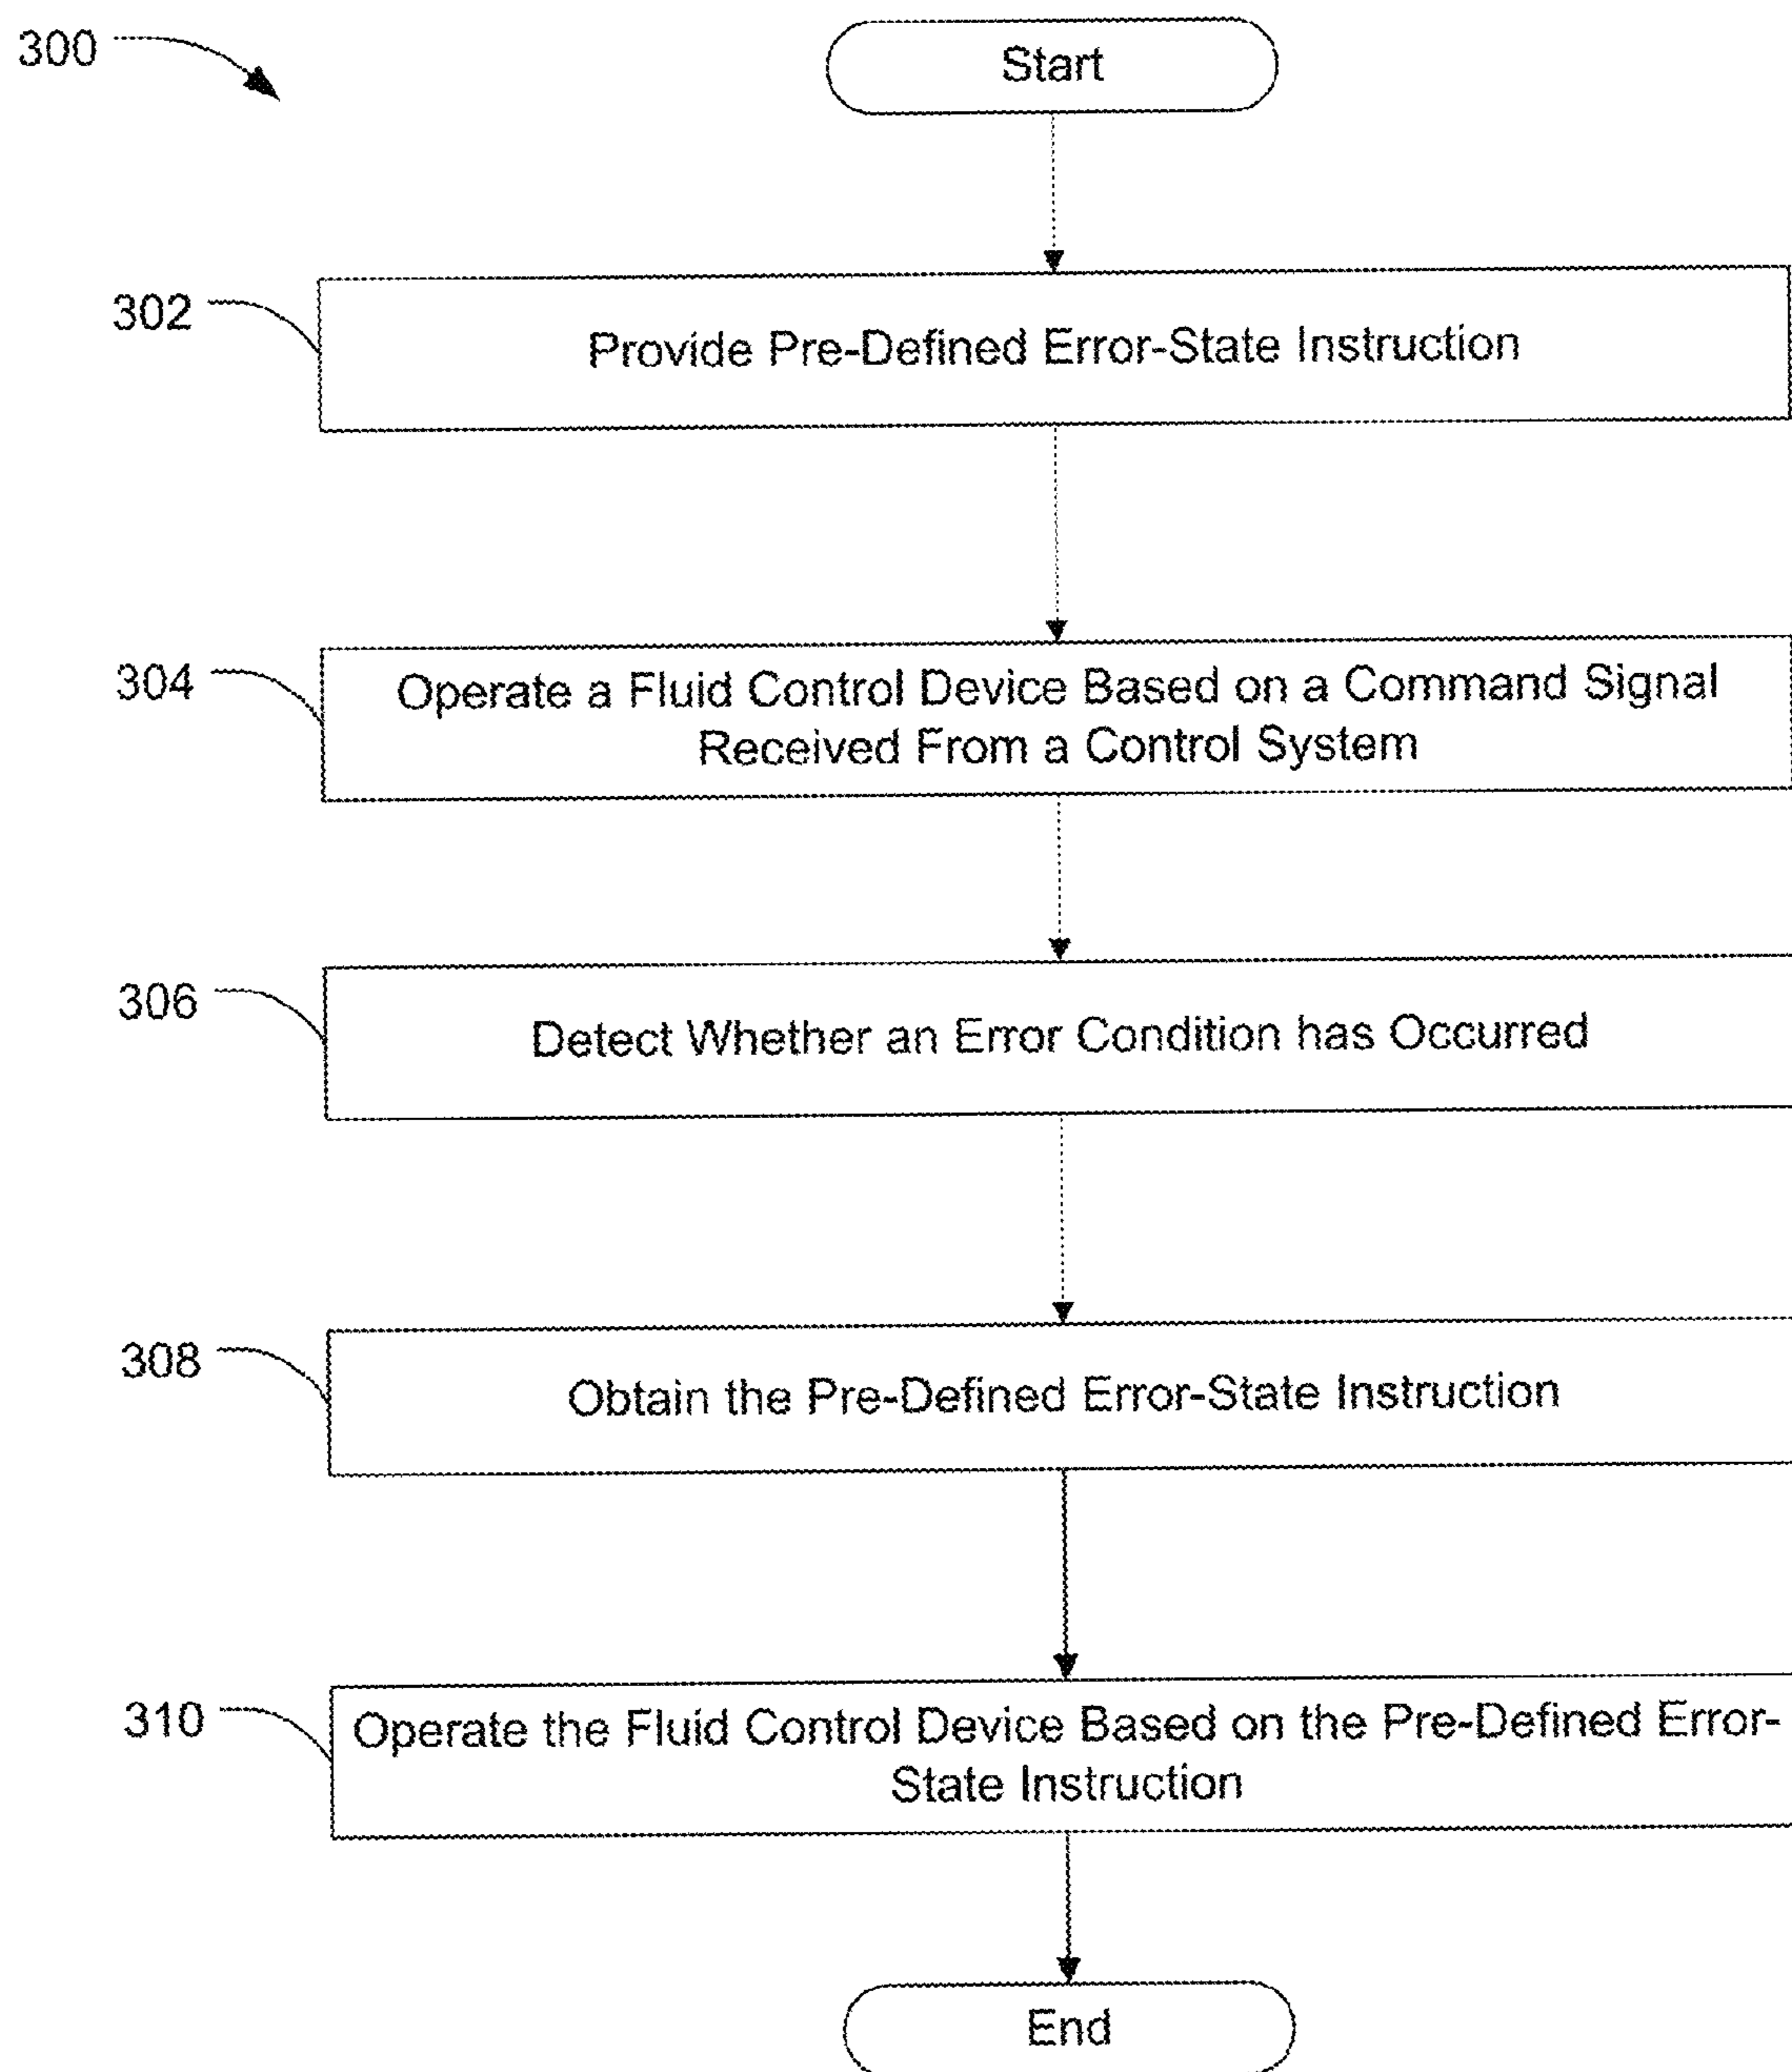 300
Start
302
Provide Pre-Defined Error-State Instruction
304
Operate a Fluid Control Device Based on a Command Signal
Received From a Control System
306
Detect Whether an Error Condition has Occurred
308
Obtain the Pre-Defined Error-State Instruction
310
Operate the Fluid Control Device Based on the Pre-Defined Error-
State Instruction
End